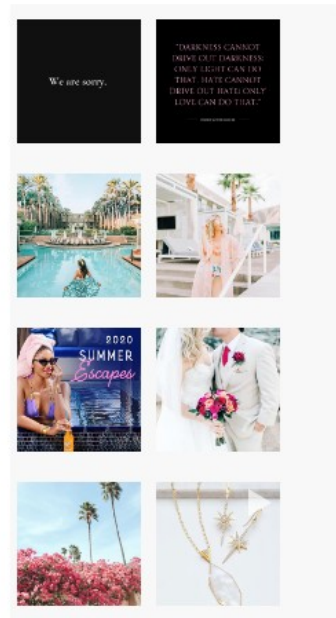 We are sorry.
"DARKNESS CANNOT
DRIVE OUT DARKNESS:
ONLY LIGHT CAN DO
THAT. HATE CANNOT
DRIVE OUT HATE: ONLY
LOVE CAN DO THAT."
2020
SUMMER
Escapes